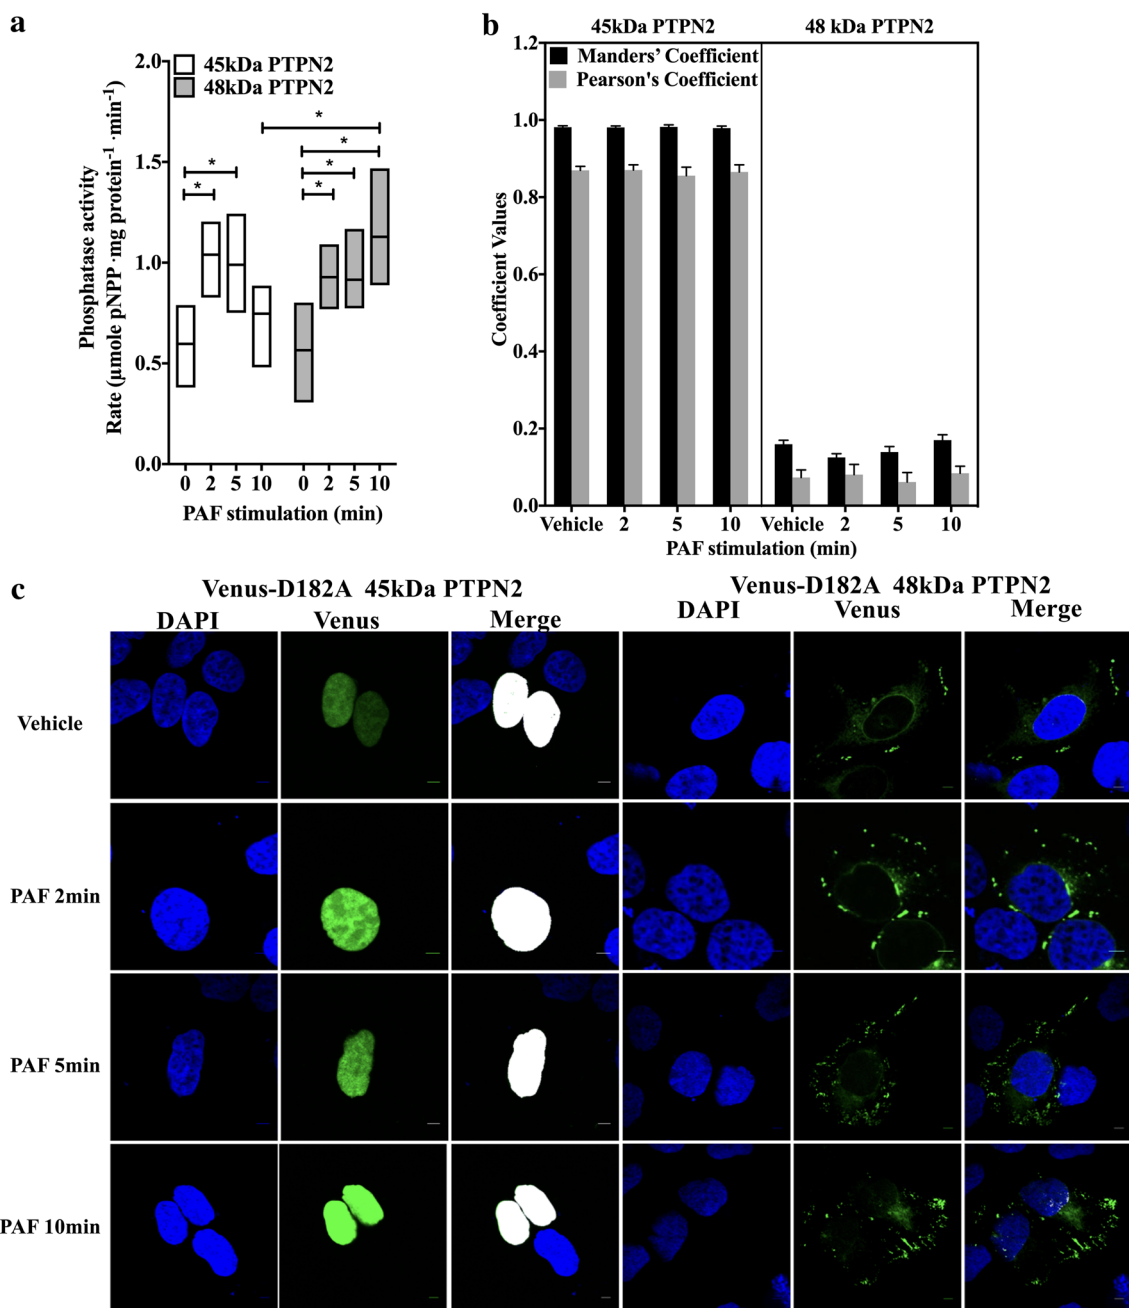 a
2.0
1.5
1.0
0.5
0.0
Phosphatase activity
Rate (µmole pNPP ·mg protein⁻¹ ·min⁻¹)
45kDa PTPN2
48kDa PTPN2
*
*
*
*
*
*
*
0 2 5 10 0 2 5 10
PAF stimulation (min)
b
45kDa PTPN2 48 kDa PTPN2
1.2
1.0
0.8
0.6
0.4
0.2
0.0
Coefficient Values
Manders’ Coefficient
Pearson's Coefficient
Vehicle 2 5 10 Vehicle 2 5 10
PAF stimulation (min)
c
Venus-D182A 45kDa PTPN2 Venus-D182A 48kDa PTPN2
DAPI Venus Merge DAPI Venus Merge
Vehicle
PAF 2min
PAF 5min
PAF 10min